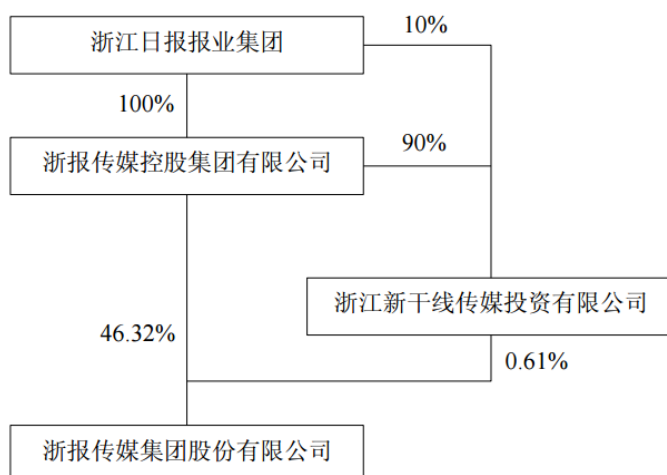 浙江日报报业集团
10%
100%
浙报传媒控股集团有限公司
90%
浙江新干线传媒投资有限公司
46.32%
0.61%
浙报传媒集团股份有限公司